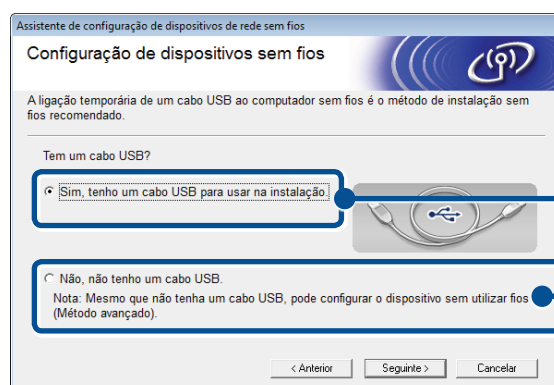 Assistente de configuração de dispositivos de rede sem fios
Configuração de dispositivos sem fios
A ligação temporária de um cabo USB ao computador sem fios é o método de instalação sem
fios recomendado.
Tem um cabo USB?
Sim, tenho um cabo USB para usar na instalação.
Não, não tenho um cabo USB.
Nota: Mesmo que não tenha um cabo USB, pode configurar o dispositivo sem utilizar fios
(Método avançado).
< Anterior
Seguinte >
Cancelar